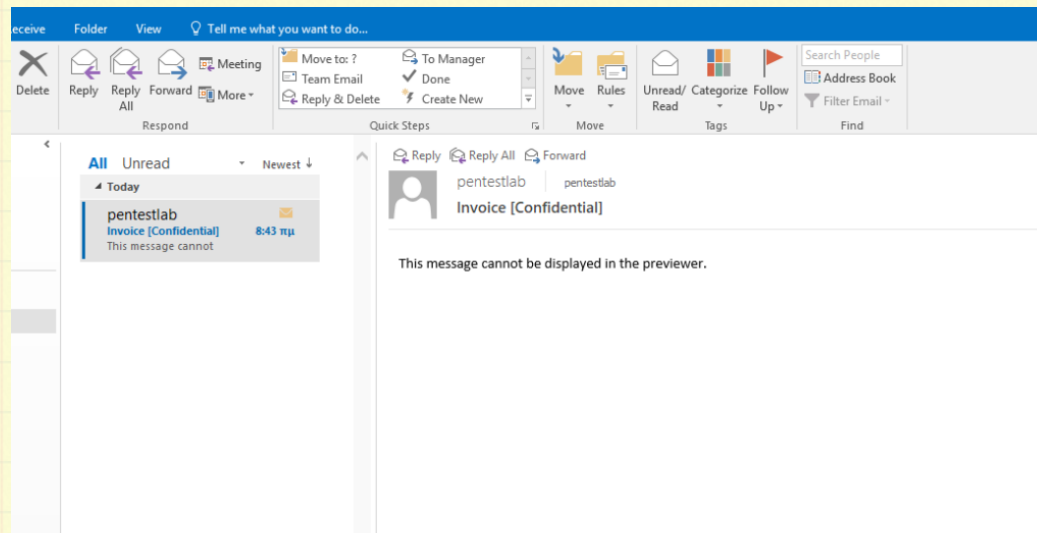 Receive Folder View Tell me what you want to do...
Meeting
Move to: ?
To Manager
Search People
Team Email
Done
Address Book
Delete Reply Reply All Forward More
Reply & Delete
Create New
Move Rules Unread/ Read Categorize Follow Up
Filter Email
Respond Quick Steps Move Tags Find
All Unread Newest ↓
Today
pentestlab
Invoice [Confidential] 8:43 πμ
This message cannot
Reply Reply All Forward
pentestlab pentestlab
Invoice [Confidential]
This message cannot be displayed in the previewer.